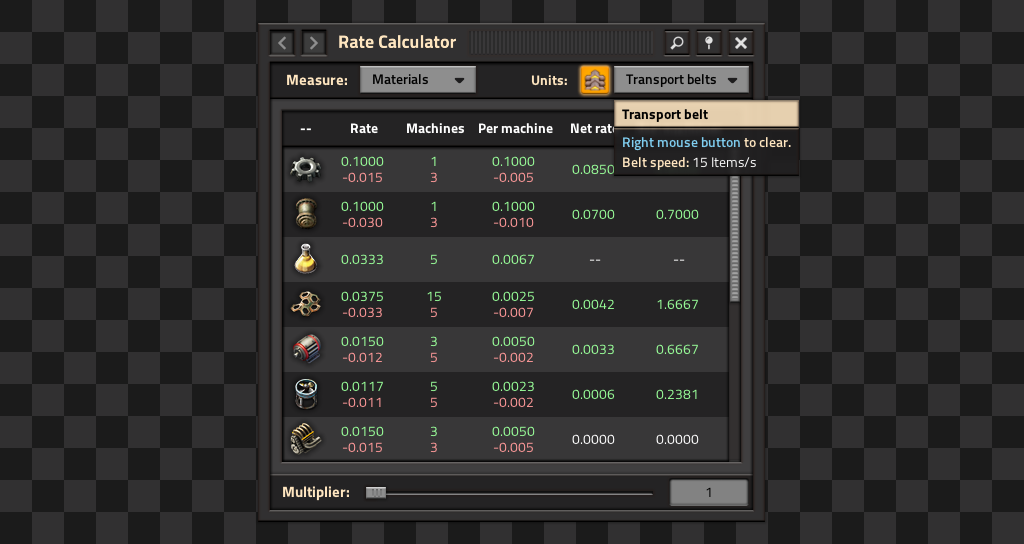 Rate Calculator
Measure: Materials Units: Transport belts
Transport belt
Right mouse button to clear.
Belt speed: 15 Items/s
-- Rate Machines Per machine Net
0.1000 1 0.1000 0.0850
-0.015 3 -0.005
0.1000 1 0.1000 0.0700 0.7000
-0.030 3 -0.010
0.0333 5 0.0067 -- --
0.0375 15 0.0025 0.0042 1.6667
-0.033 5 -0.007
0.0150 3 0.0050 0.0033 0.6667
-0.012 5 -0.002
0.0117 5 0.0023 0.0006 0.2381
-0.011 5 -0.002
0.0150 3 0.0050 0.0000 0.0000
-0.015 3 -0.005
Multiplier: 1